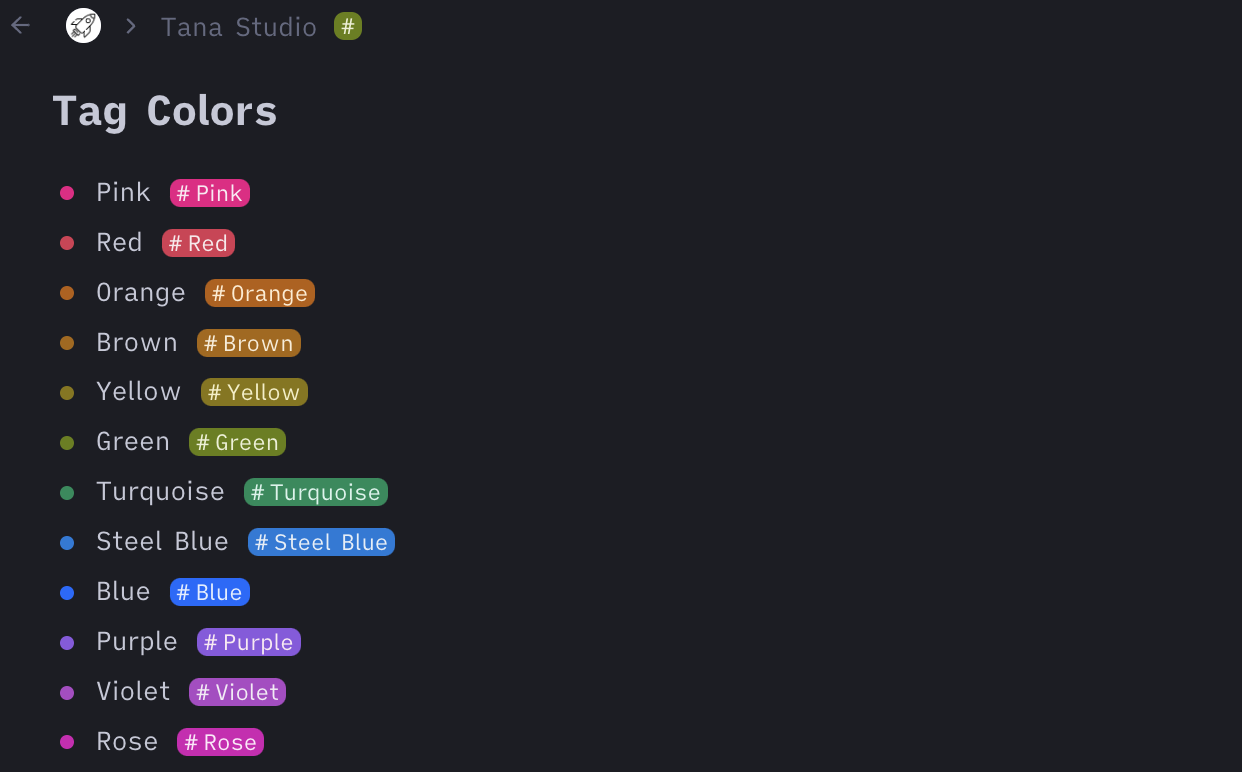 Tana Studio #
Tag Colors
Pink # Pink
Red # Red
Orange # Orange
Brown # Brown
Yellow # Yellow
Green # Green
Turquoise # Turquoise
Steel Blue # Steel Blue
Blue # Blue
Purple # Purple
Violet # Violet
Rose # Rose